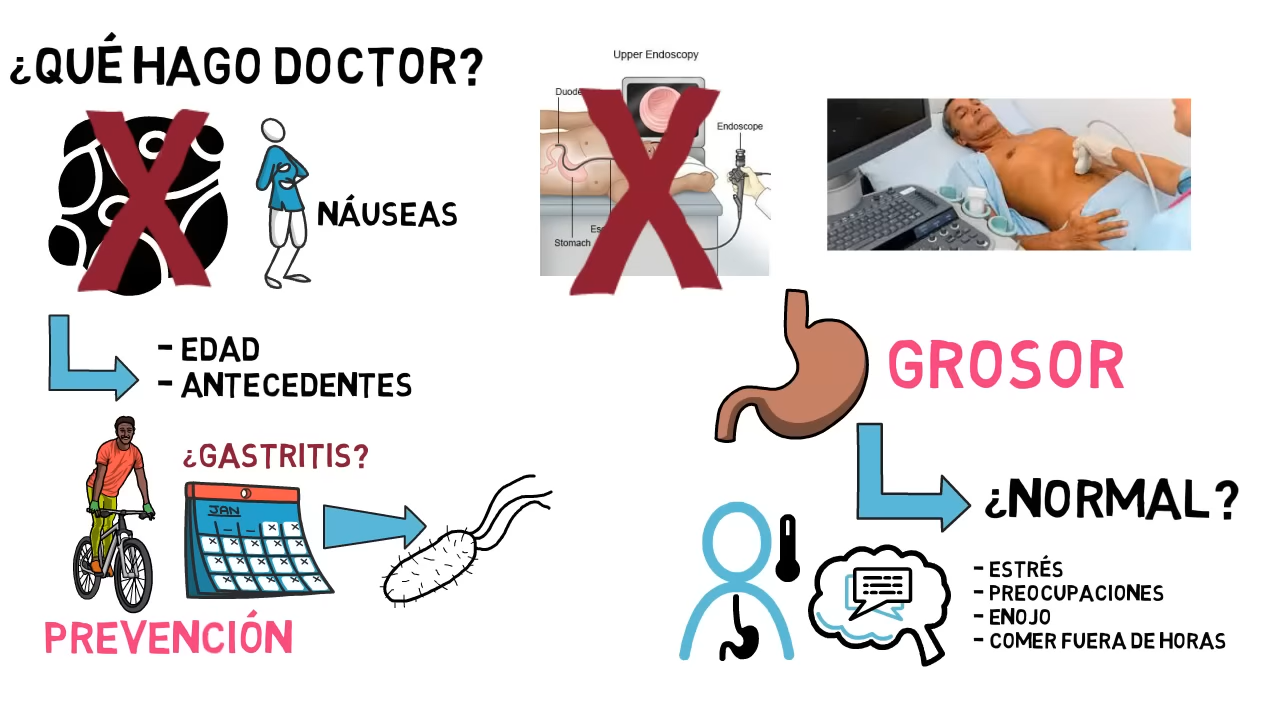 ¿QUÉ HAGO DOCTOR?
NÁUSEAS
- EDAD
- ANTECEDENTES
¿GASTRITIS?
JAN
PREVENCIÓN
Upper Endoscopy
Endoscope
Stomach
GROSOR
¿NORMAL?
- ESTRÉS
- PREOCUPACIONES
- ENOJO
- COMER FUERA DE HORAS